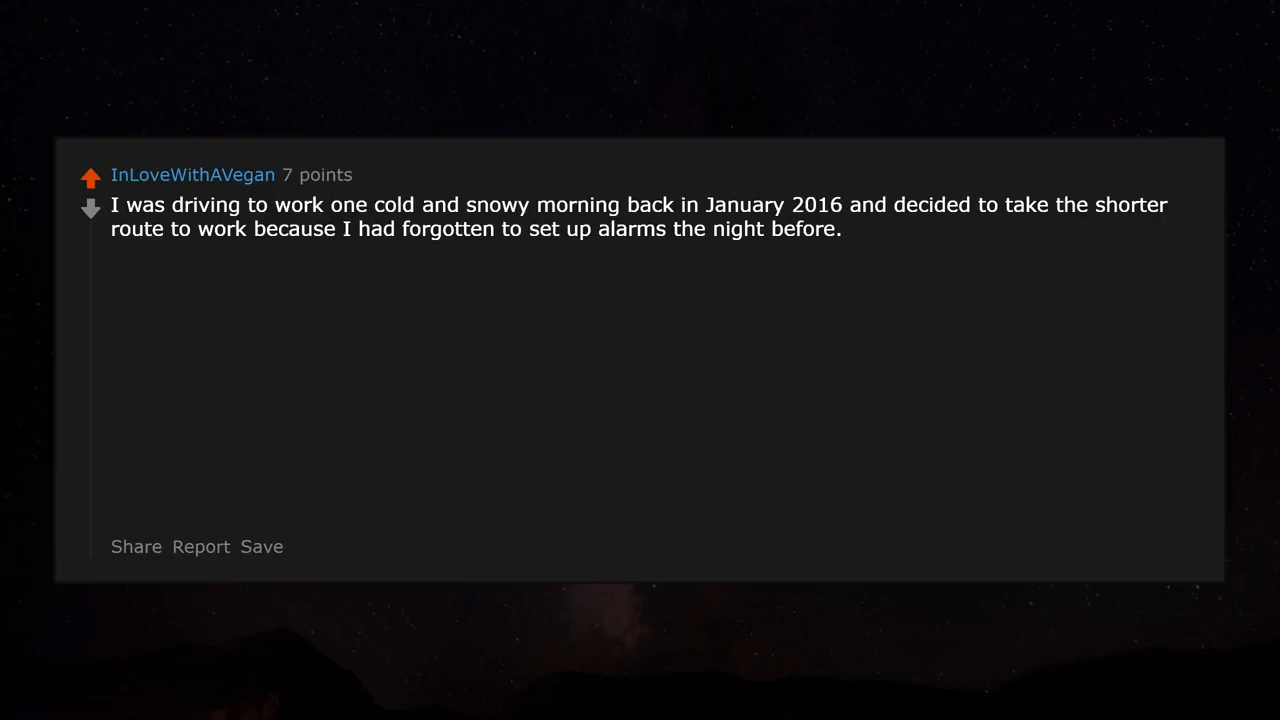 InLoveWithAVegan 7 points
I was driving to work one cold and snowy morning back in January 2016 and decided to take the shorter
route to work because I had forgotten to set up alarms the night before.
Share Report Save